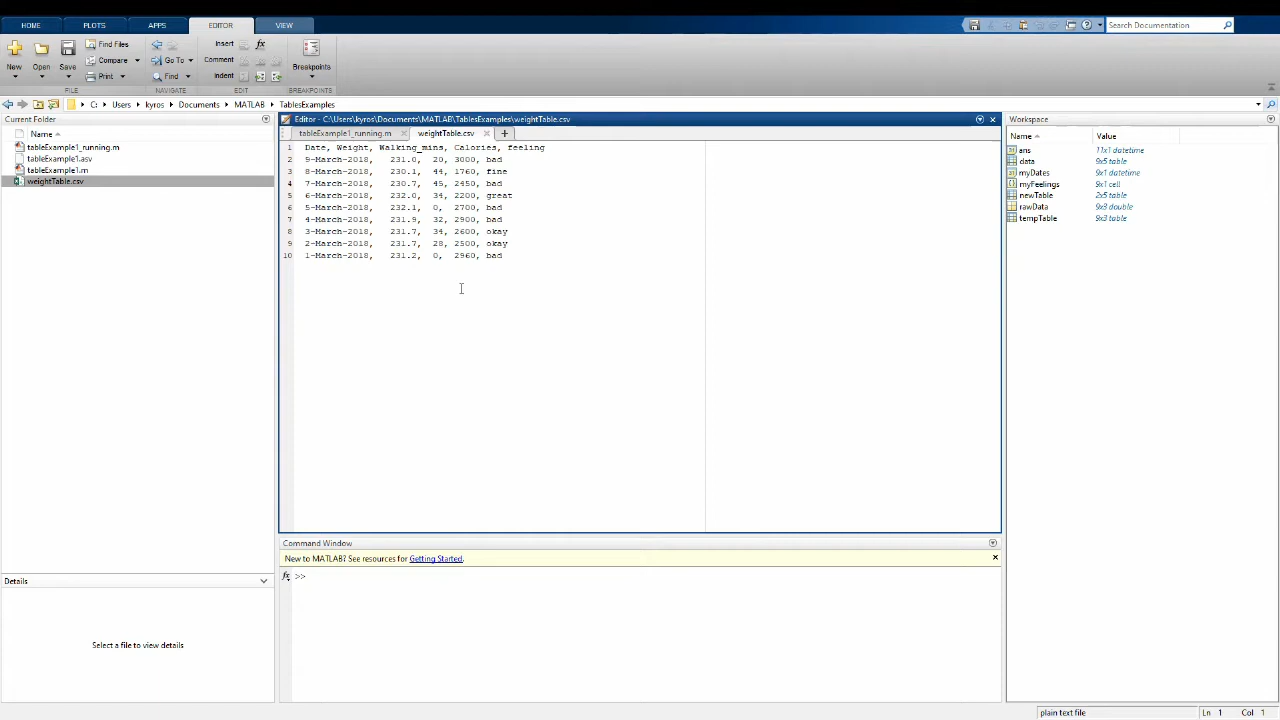 HOME PLOTS APPS EDITOR VIEW Search Documentation
New Open Save Find Files Compare Print Go To Find Insert fx Comment Indent Breakpoints
FILE NAVIGATE EDIT BREAKPOINTS
C: Users kyros Documents MATLAB TablesExamples
Current Folder
Name
tableExample1_running.m
tableExample1.asv
tableExample1.m
weightTable.csv
Details
Select a file to view details
Editor - C:\Users\kyros\Documents\MATLAB\TablesExamples\weightTable.csv
tableExample1_running.m weightTable.csv
1 Date, Weight, Walking_mins, Calories, feeling
2 9-March-2018, 231.0, 20, 3000, bad
3 8-March-2018, 230.1, 44, 1760, fine
4 7-March-2018, 230.7, 45, 2450, bad
5 6-March-2018, 232.0, 34, 2200, great
6 5-March-2018, 232.1, 0, 2700, bad
7 4-March-2018, 231.9, 32, 2900, bad
8 3-March-2018, 231.7, 34, 2600, okay
9 2-March-2018, 231.7, 28, 2500, okay
10 1-March-2018, 231.2, 0, 2960, bad
Command Window
New to MATLAB? See resources for Getting Started.
fx >>
Workspace
Name Value
ans 11x1 datetime
data 9x5 table
myDates 9x1 datetime
myFeelings 9x1 cell
newTable 2x5 table
rawData 9x3 double
tempTable 9x3 table
plain text file Ln 1 Col 1